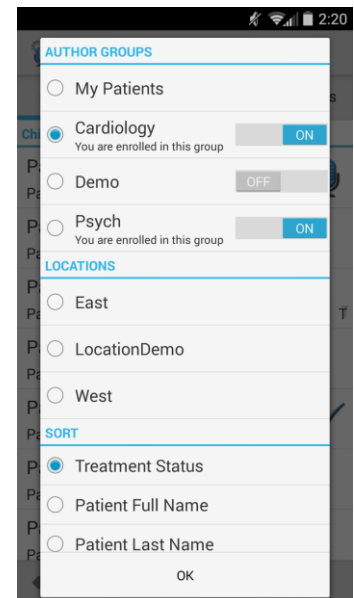 2:20
AUTHOR GROUPS
My Patients
Cardiology
You are enrolled in this group
ON
Demo
OFF
Psych
You are enrolled in this group
ON
LOCATIONS
East
LocationDemo
West
SORT
Treatment Status
Patient Full Name
Patient Last Name
OK